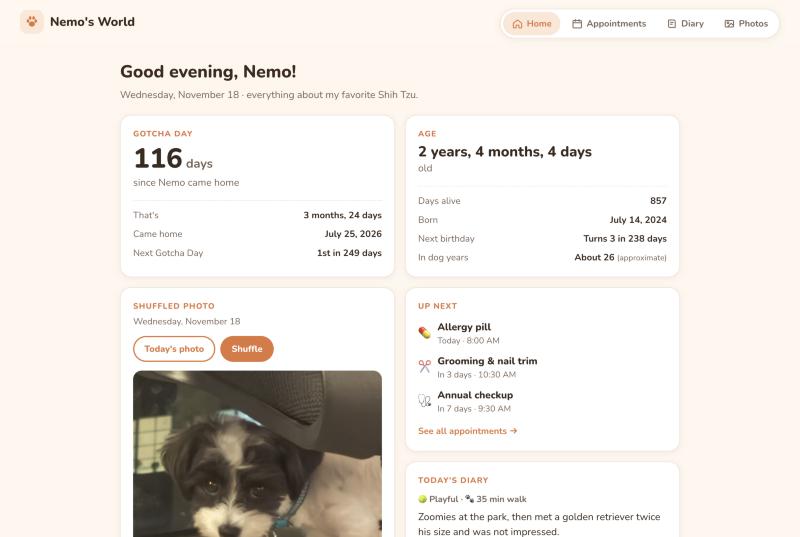 Nemo's World
Home
Appointments
Diary
Photos
Good evening, Nemo!
Wednesday, November 18 · everything about my favorite Shih Tzu.
GOTCHA DAY
116 days
since Nemo came home
That's 3 months, 24 days
Came home July 25, 2026
Next Gotcha Day 1st in 249 days
AGE
2 years, 4 months, 4 days
old
Days alive 857
Born July 14, 2024
Next birthday Turns 3 in 238 days
In dog years About 26 (approximate)
SHUFFLED PHOTO
Wednesday, November 18
Today's photo
Shuffle
UP NEXT
Allergy pill
Today · 8:00 AM
Grooming & nail trim
In 3 days · 10:30 AM
Annual checkup
In 7 days · 9:30 AM
See all appointments →
TODAY'S DIARY
Playful · 35 min walk
Zoomies at the park, then met a golden retriever twice
his size and was not impressed.